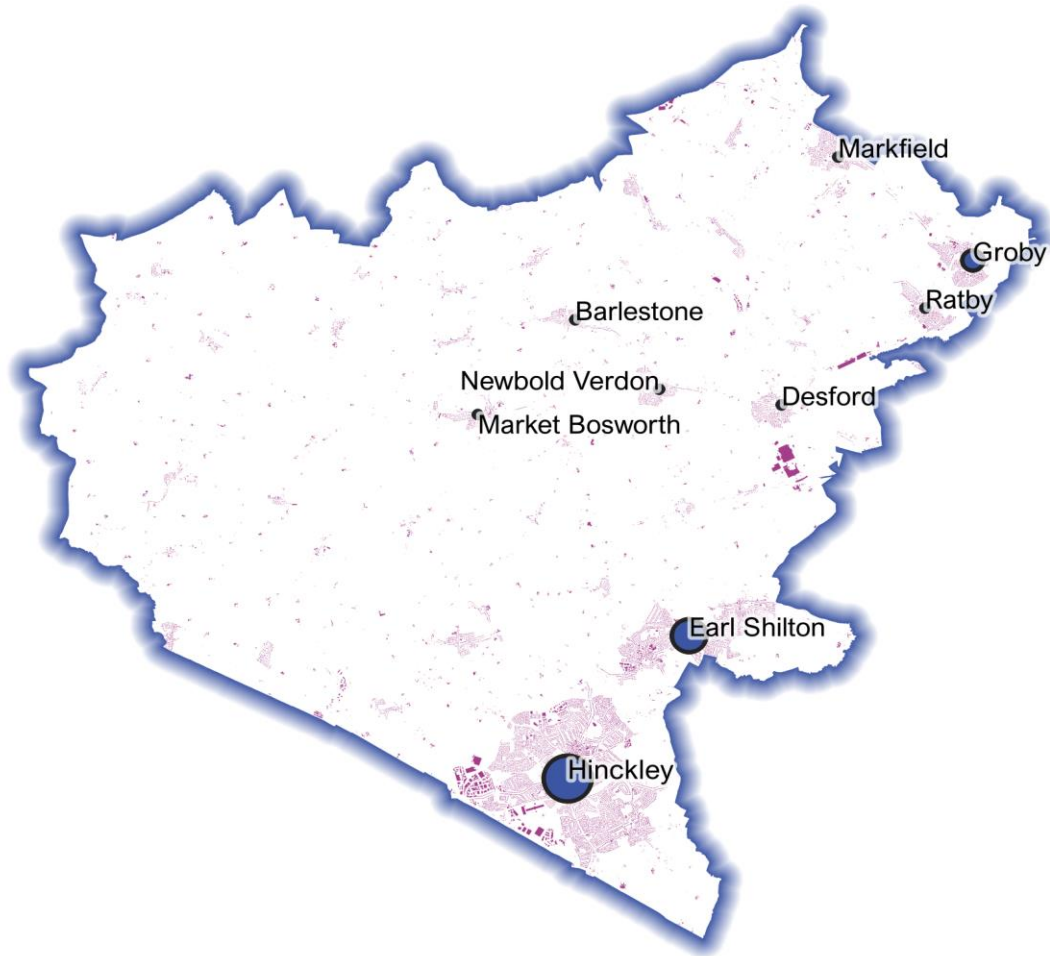 Markfield
Groby
Ratby
Barlestone
Newbold Verdon
Desford
Market Bosworth
Earl Shilton
Hinckley